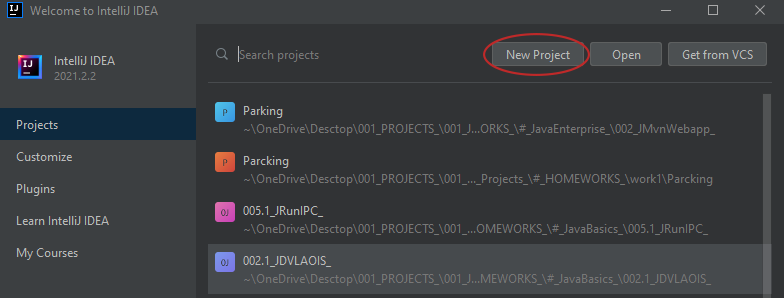 Welcome to IntelliJ IDEA
IntelliJ IDEA
2021.2.2
Projects
Customize
Plugins
Learn IntelliJ IDEA
My Courses
Search projects
New Project
Open
Get from VCS
P
Parking
~\OneDrive\Desctop\001_PROJECTS_\001_J...ORKS_\#_JavaEnterprise_\002_JMvnWebapp_
P
Parcking
~\OneDrive\Desctop\001_PROJECTS_\001_..._Projects_\#_HOMEWORKS_\work1\Parcking
0J
005.1_JRunIPC_
~\OneDrive\Desctop\001_PROJECTS_\001_J...OMEWORKS_\#_JavaBasics_\005.1_JRunIPC_
0J
002.1_JDVLAOIS_
~\OneDrive\Desctop\001_PROJECTS_\001_J...MEWORKS_\#_JavaBasics_\002.1_JDVLAOIS_